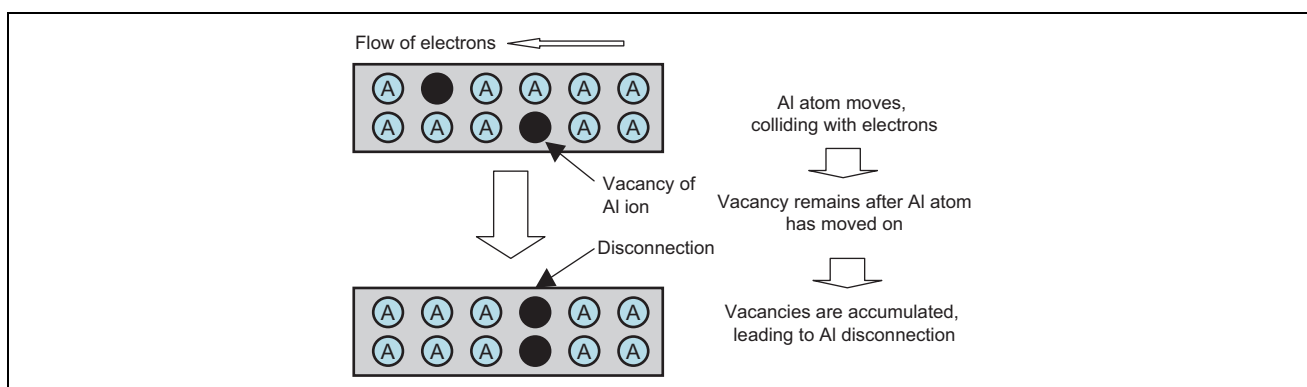 Flow of electrons
A A A A A
A A A A A
Al atom moves,
colliding with electrons
Vacancy of
Al ion
Vacancy remains after Al atom
has moved on
Disconnection
A A A A A
A A A A A
Vacancies are accumulated,
leading to Al disconnection